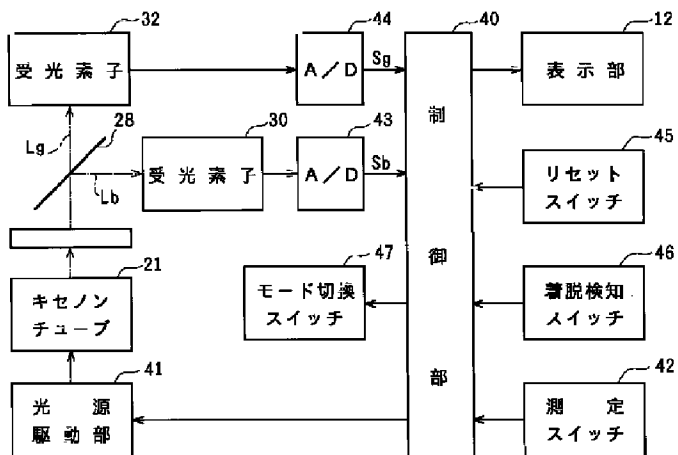 32
44
40
12
受光素子
A／D
Sg
表示部
制御部
Lg
28
30
43
45
受光素子
A／D
Sb
リセット
スイッチ
Lb
21
47
46
キセノン
チューブ
モード切換
スイッチ
着脱検知
スイッチ
41
42
光源
駆動部
測定
スイッチ